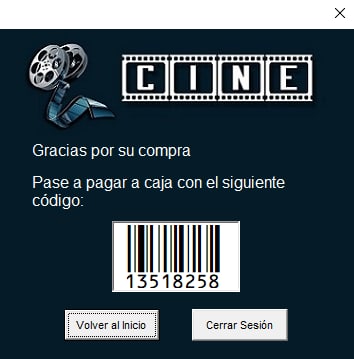 CINE
Gracias por su compra
Pase a pagar a caja con el siguiente
código:
13518258
Volver al Inicio
Cerrar Sesión